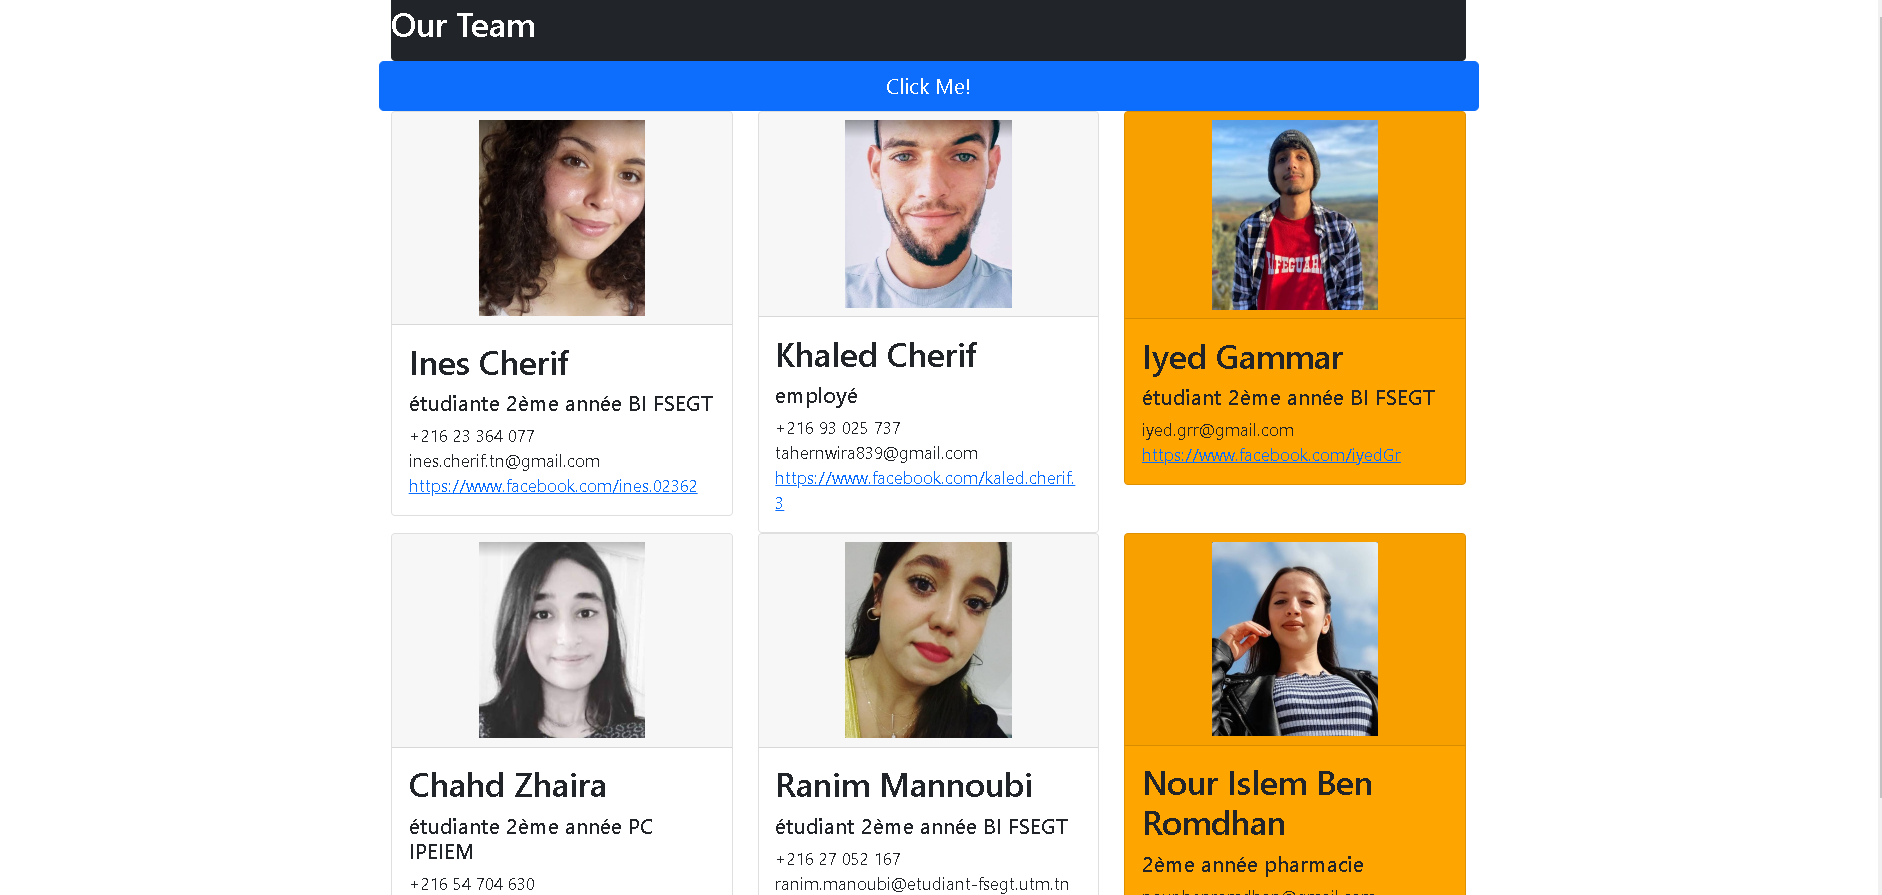 Our Team
Click Me!
Ines Cherif
étudiante 2ème année BI FSEGT
+216 23 364 077
ines.cherif.tn@gmail.com
https://www.facebook.com/ines.02362
Khaled Cherif
employé
+216 93 025 737
tahernwira839@gmail.com
https://www.facebook.com/kaled.cherif.
3
LIFEGUARD
Iyed Gammar
étudiant 2ème année BI FSEGT
iyed.grr@gmail.com
https://www.facebook.com/iyedGr
Chahd Zhaira
étudiante 2ème année PC
IPEIEM
+216 54 704 630
Ranim Mannoubi
étudiant 2ème année BI FSEGT
+216 27 052 167
ranim.manoubi@etudiant-fsegt.utm.tn
Nour Islem Ben
Romdhan
2ème année pharmacie